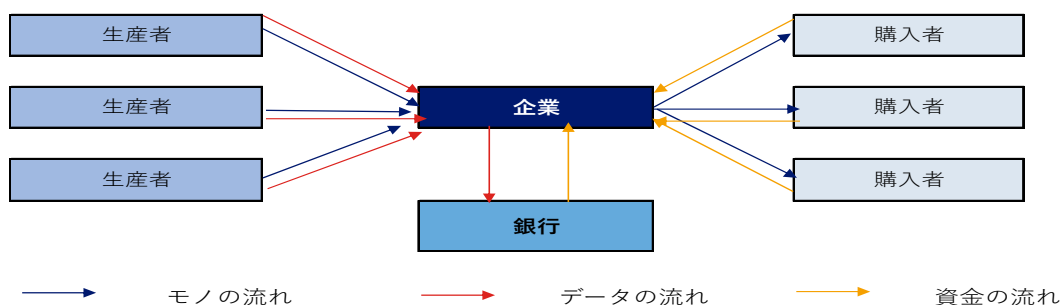 生産者
購入者
生産者
企業
購入者
生産者
購入者
銀行
モノの流れ
データの流れ
資金の流れ